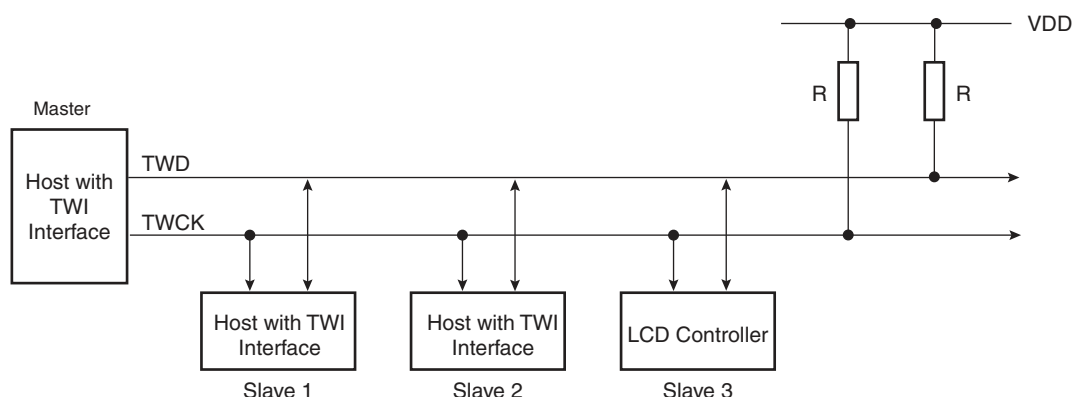 VDD
R
R
Master
Host with
TWI
Interface
TWD
TWCK
Host with TWI
Interface
Slave 1
Host with TWI
Interface
Slave 2
LCD Controller
Slave 3